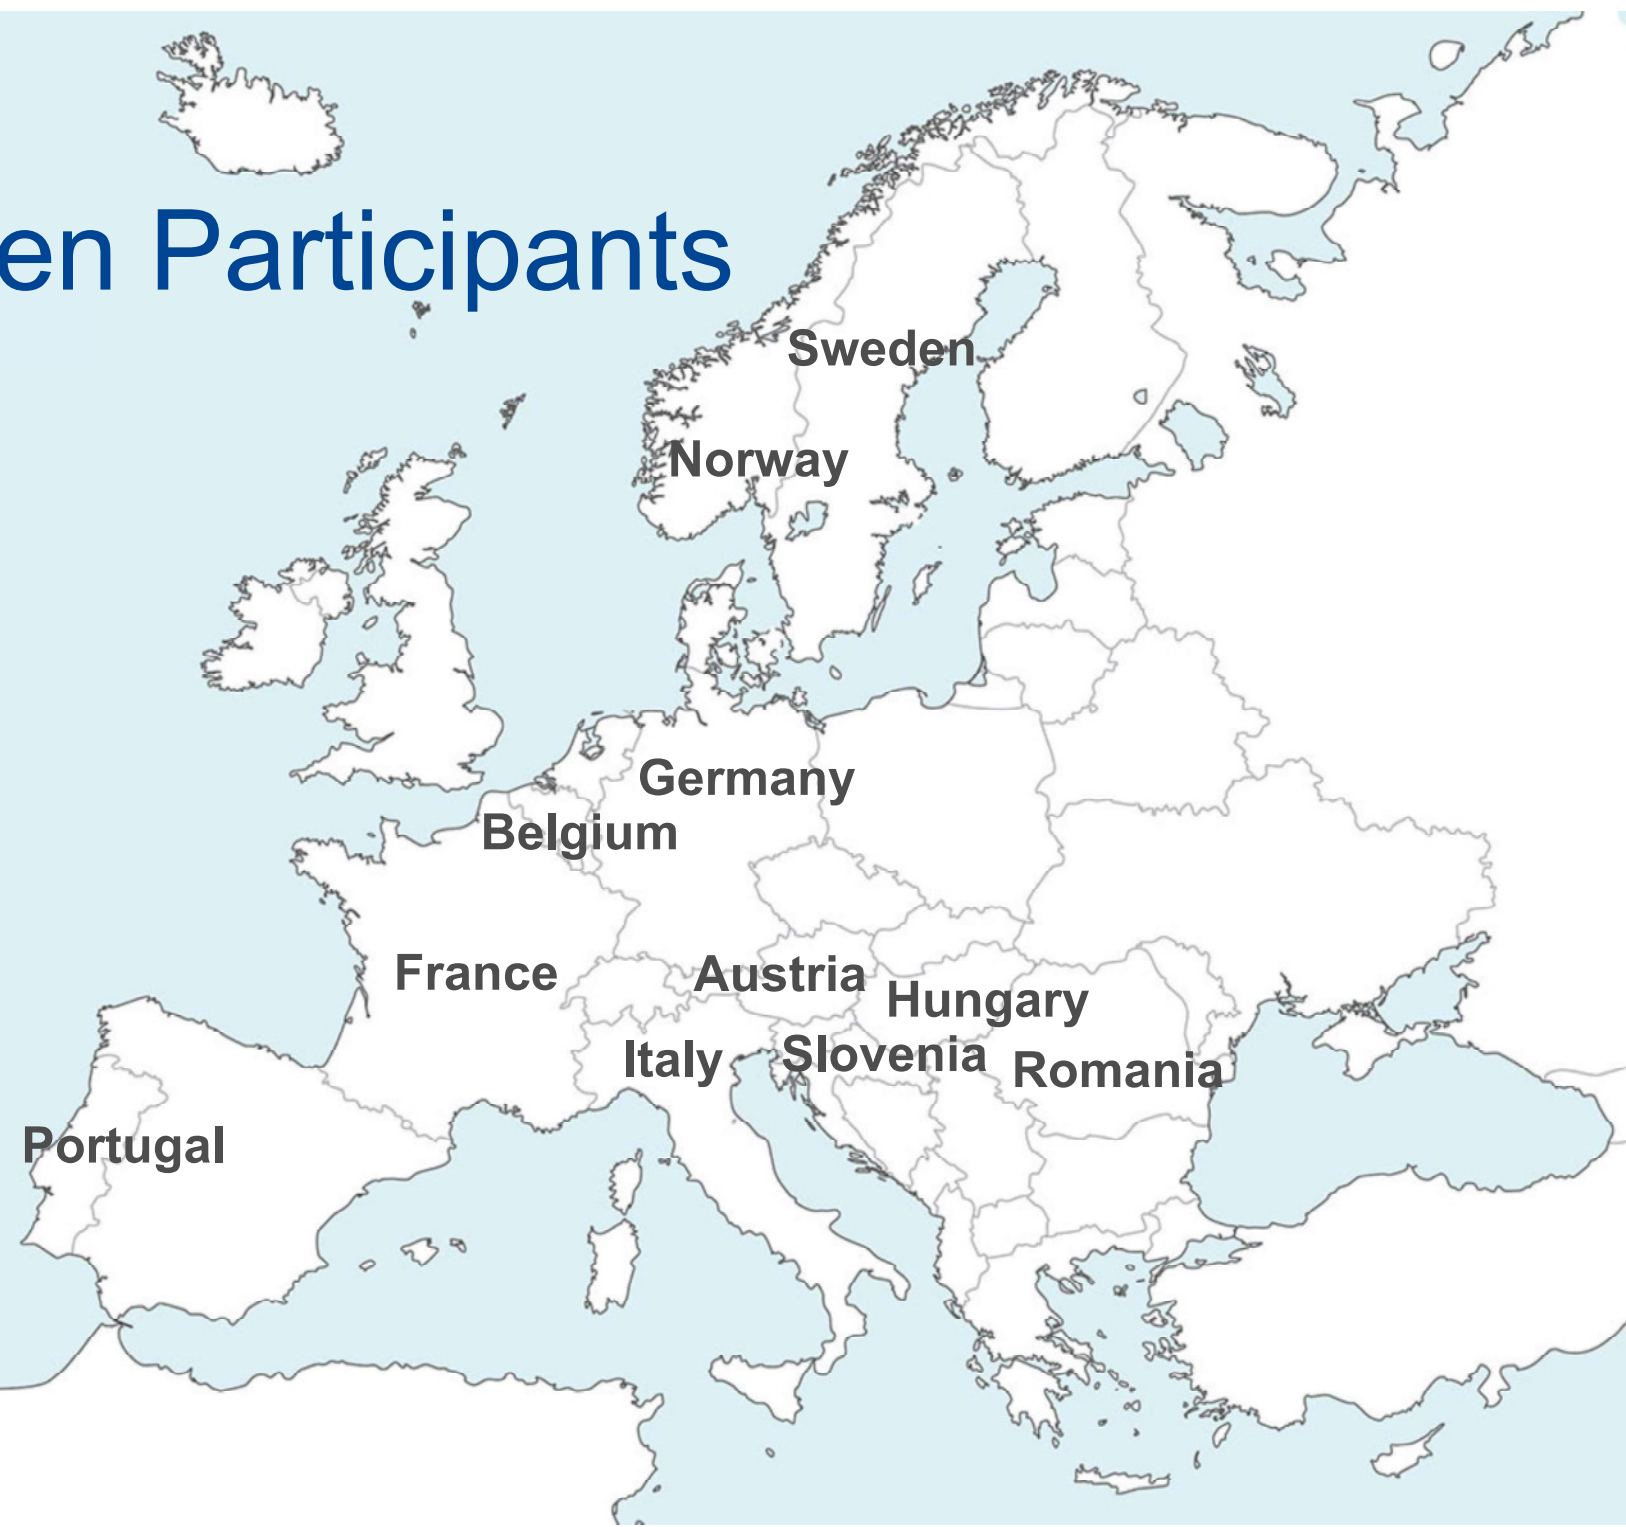 en Participants
Sweden
Norway
Germany
Belgium
France
Austria
Hungary
Italy
Slovenia
Romania
Portugal